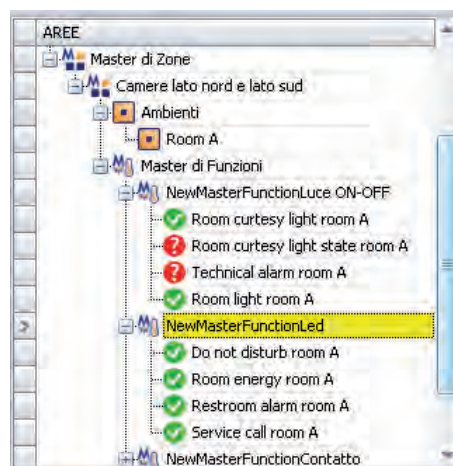 AREE
Master di Zone
Camere lato nord e lato sud
Ambienti
Room A
Master di Funzioni
NewMasterFunctionLuce ON-OFF
Room curtesy light room A
Room curtesy light state room A
Technical alarm room A
Room light room A
NewMasterFunctionLed
Do not disturb room A
Room energy room A
Restroom alarm room A
Service call room A
NewMasterFunctionContatto